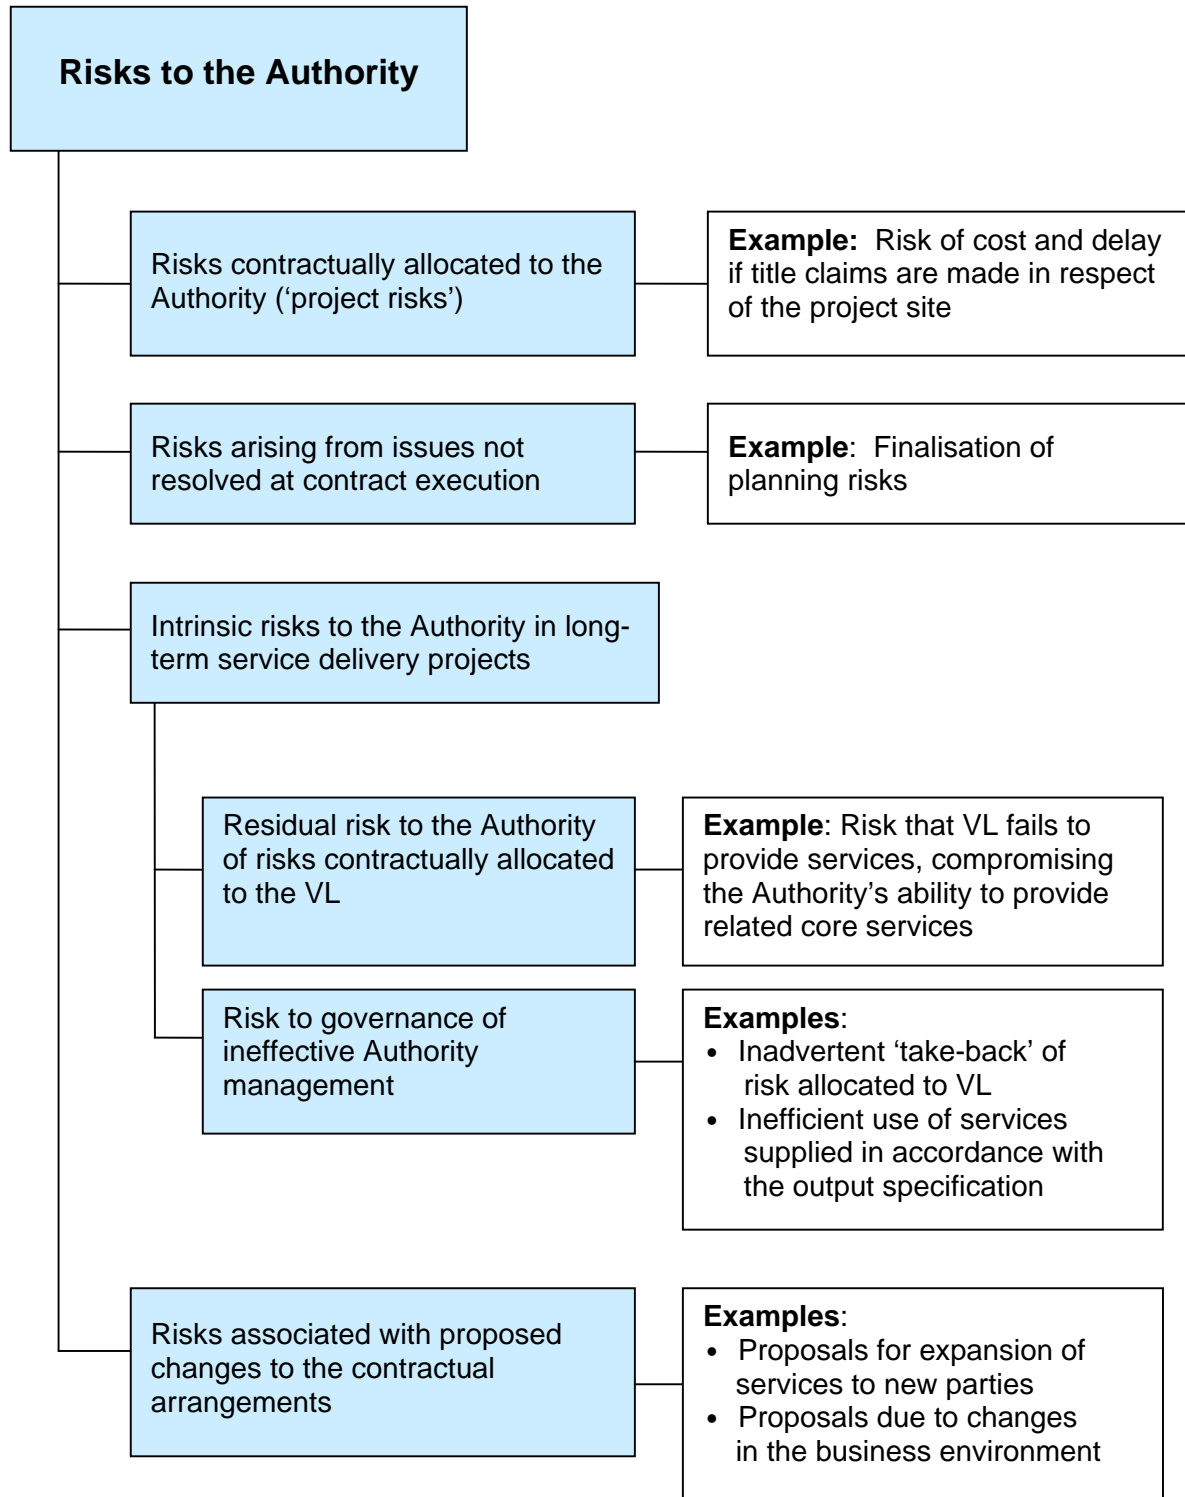 Risks to the Authority
Risks contractually allocated to the
Authority (‘project risks’)
Example:  Risk of cost and delay
if title claims are made in respect
of the project site
Risks arising from issues not
resolved at contract execution
Example:  Finalisation of
planning risks
Intrinsic risks to the Authority in long-
term service delivery projects
Residual risk to the Authority
of risks contractually allocated
to the VL
Example: Risk that VL fails to
provide services, compromising
the Authority’s ability to provide
related core services
Risk to governance of
ineffective Authority
management
Examples:
• Inadvertent ‘take-back’ of
risk allocated to VL
• Inefficient use of services
supplied in accordance with
the output specification
Risks associated with proposed
changes to the contractual
arrangements
Examples:
• Proposals for expansion of
services to new parties
• Proposals due to changes
in the business environment